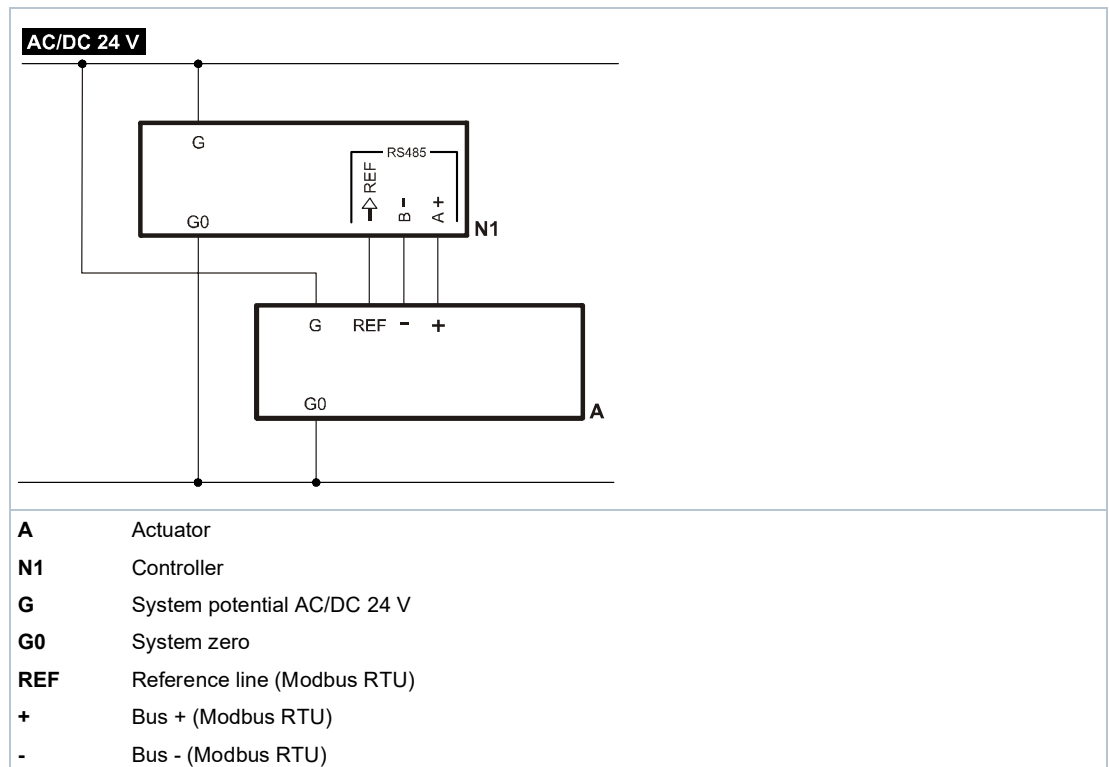 AC/DC 24 V
G
RS485
REF
B -
A +
G0
N1
G REF - +
G0
A
A Actuator
N1 Controller
G System potential AC/DC 24 V
G0 System zero
REF Reference line (Modbus RTU)
+ Bus + (Modbus RTU)
- Bus - (Modbus RTU)